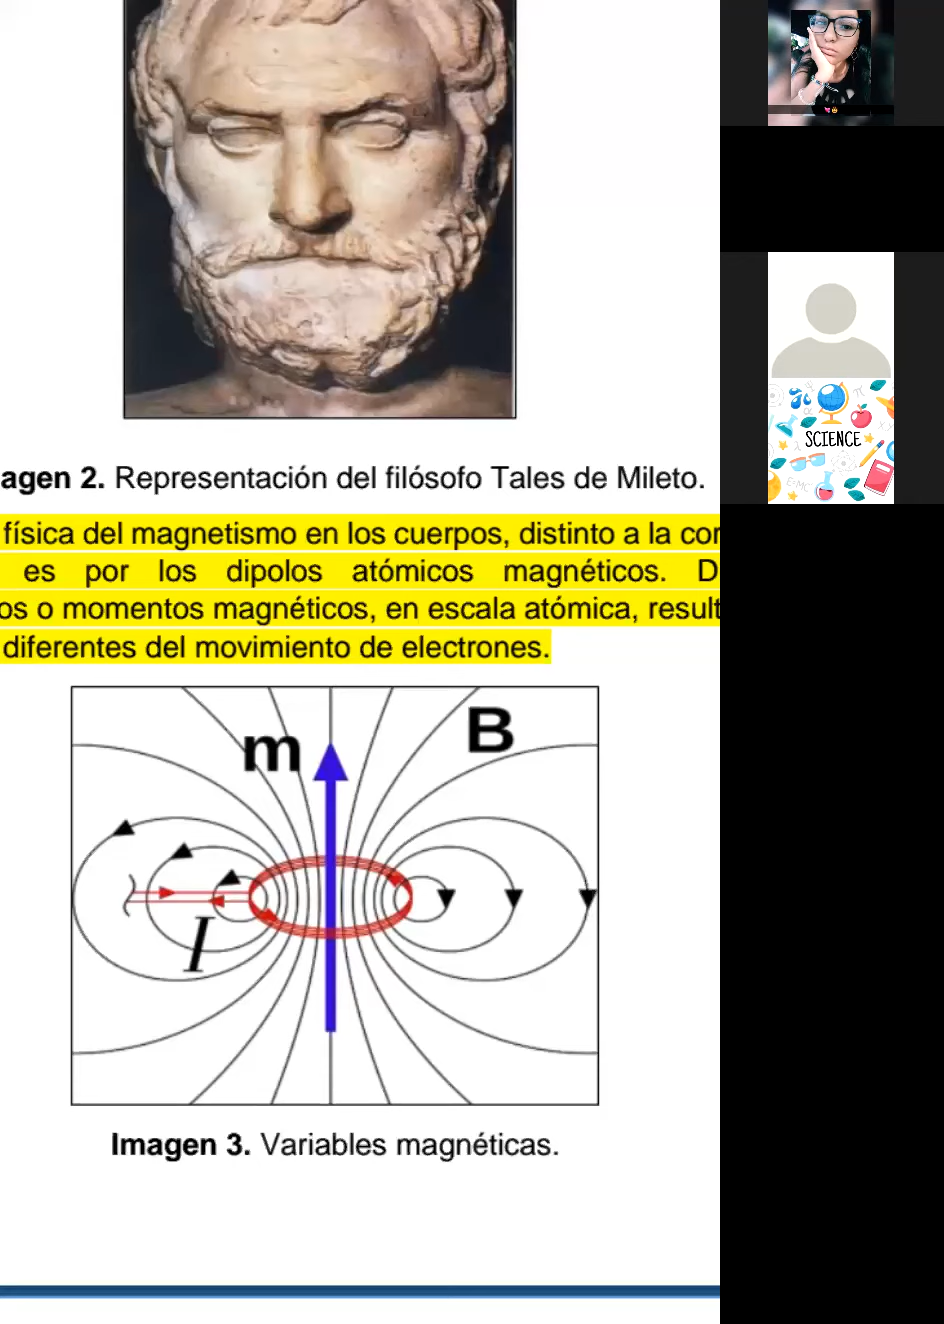 agen 2. Representación del filósofo Tales de Mileto.
física del magnetismo en los cuerpos, distinto a la cor
es por los dipolos atómicos magnéticos. D
os o momentos magnéticos, en escala atómica, result
diferentes del movimiento de electrones.
m
B
I
Imagen 3. Variables magnéticas.
SCIENCE